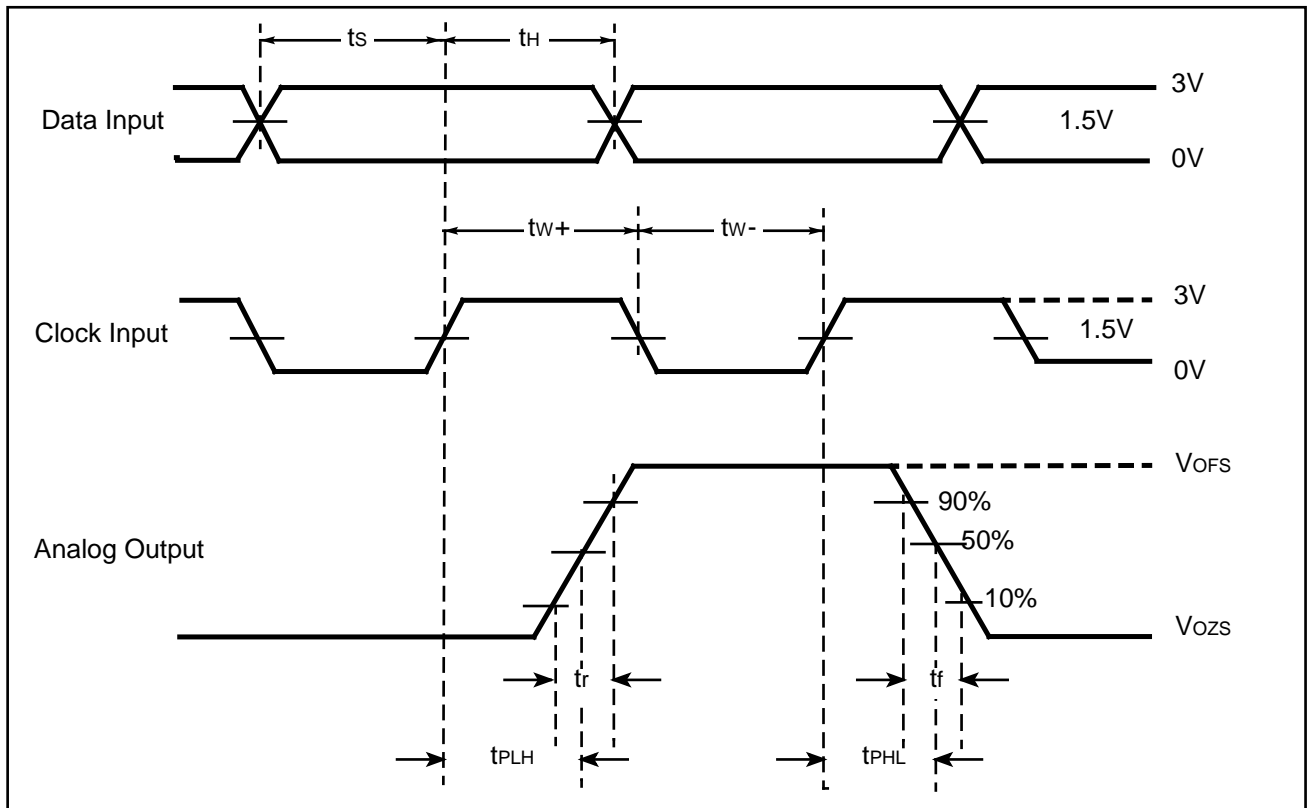 tS
tH
3V
Data Input
1.5V
0V
tW+
tW-
3V
Clock Input
1.5V
0V
VOFS
90%
50%
Analog Output
10%
VOZS
tr
tf
tPLH
tPHL